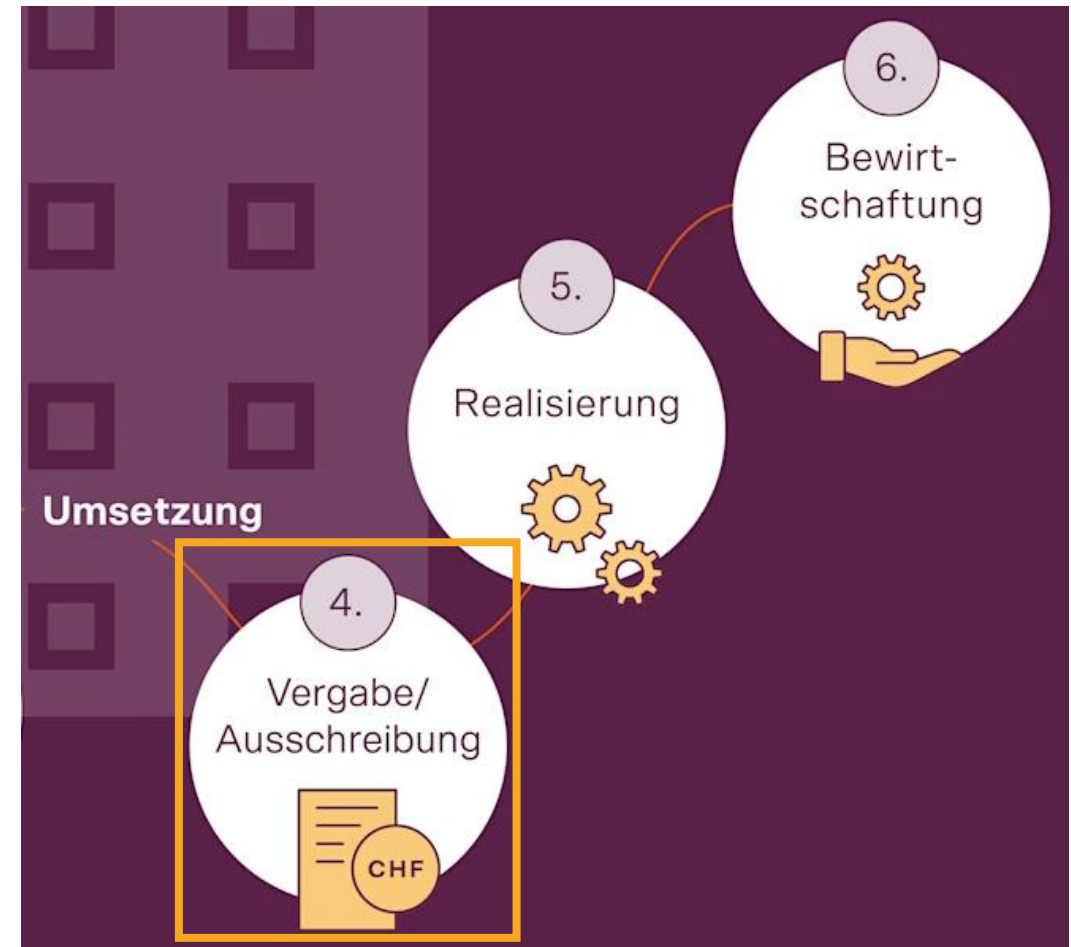 6.
Bewirt-
schaftung
5.
Realisierung
Umsetzung
4.
Vergabe/
Ausschreibung
CHF